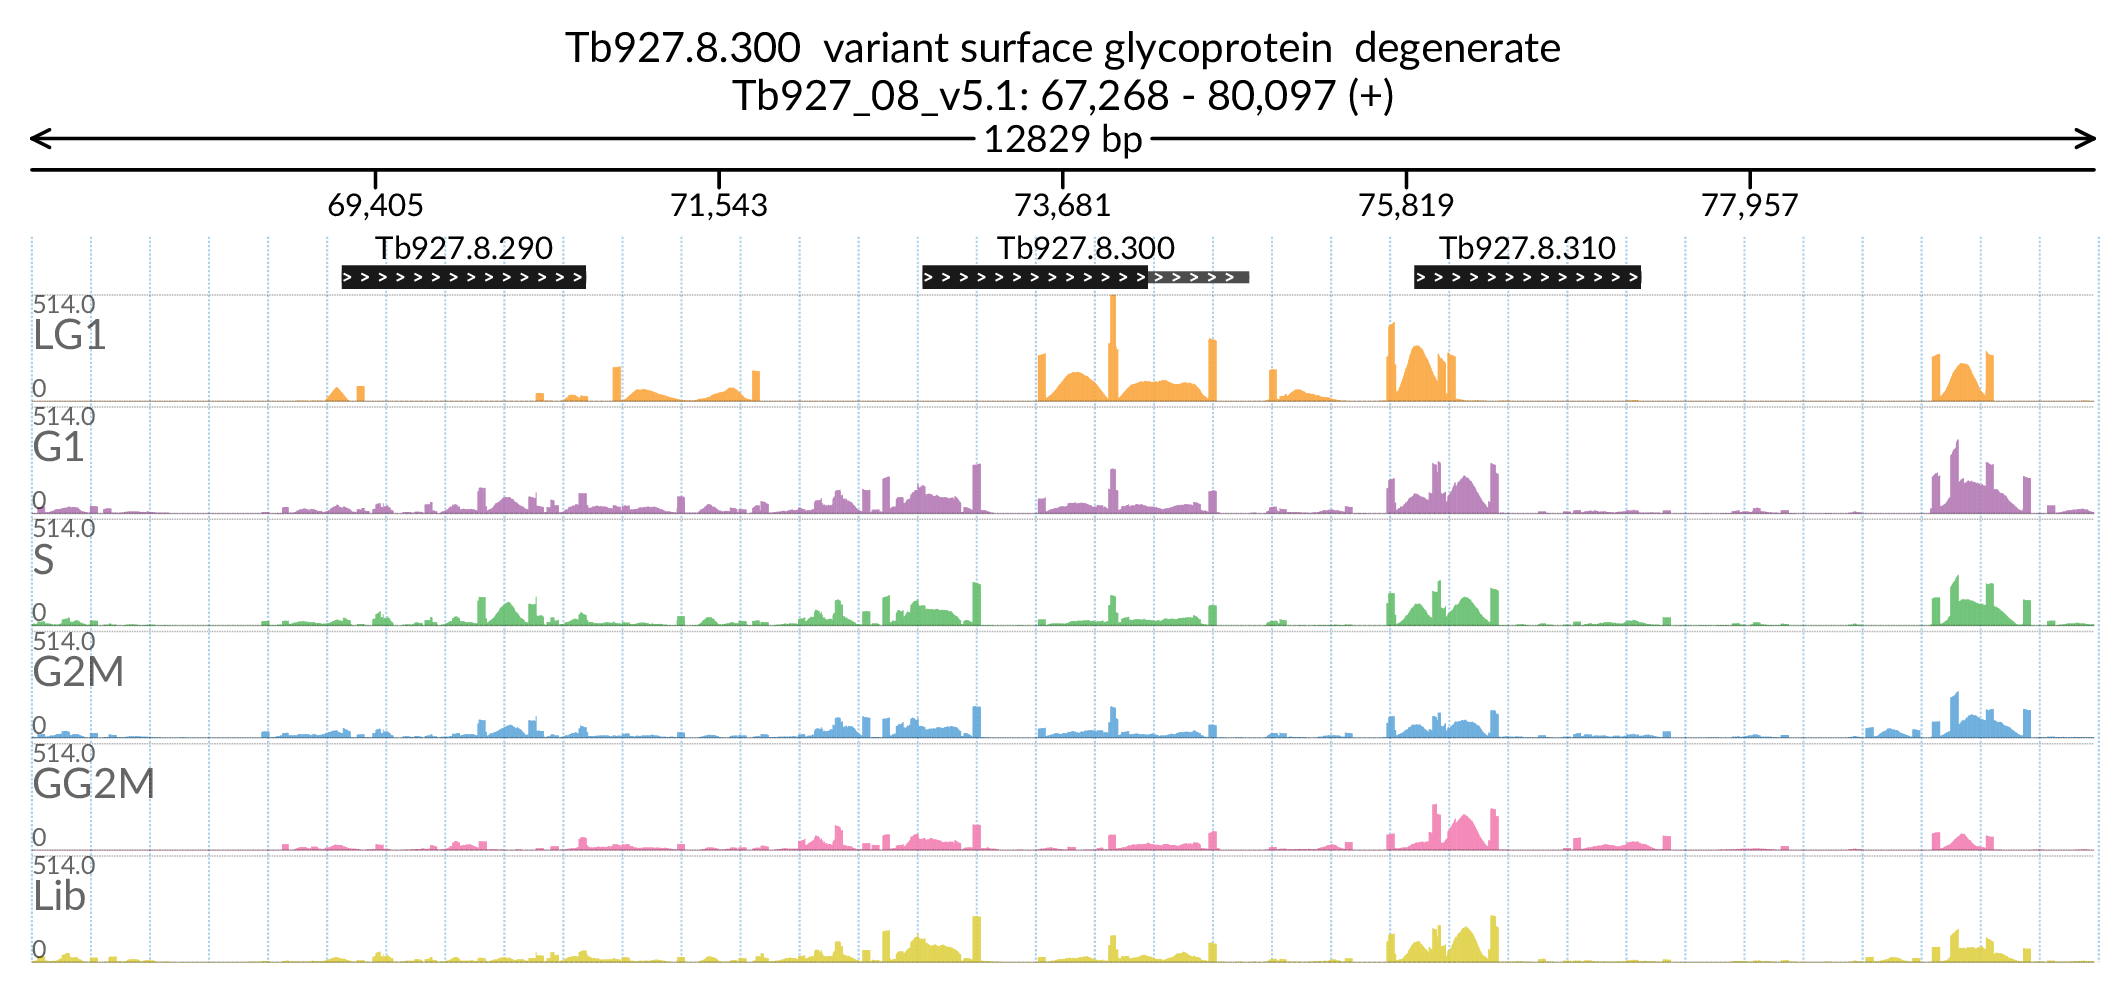 Tb927.8.300 variant surface glycoprotein degenerate
Tb927_08_v5.1: 67,268 - 80,097 (+)
12829 bp
69,405 71,543 73,681 75,819 77,957
Tb927.8.290 Tb927.8.300 Tb927.8.310
514.0
LG1
0
514.0
G1
0
514.0
S
0
514.0
G2M
0
514.0
GG2M
0
514.0
Lib
0